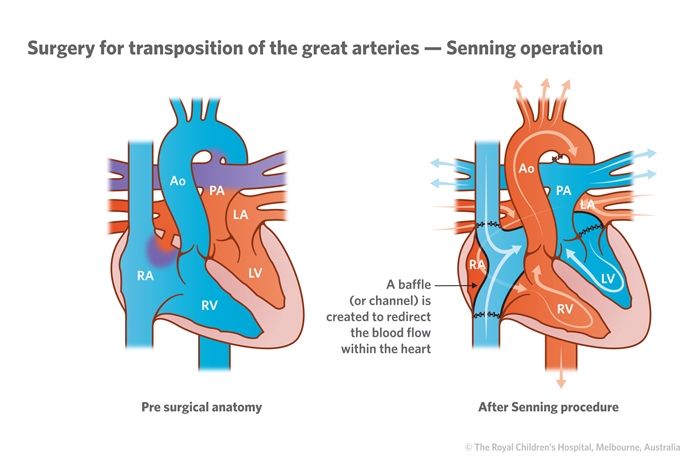 Surgery for transposition of the great arteries — Senning operation
Ao
PA
LA
RA
LV
RV
Pre surgical anatomy
Ao
PA
LA
RA
LV
RV
A baffle
(or channel) is
created to redirect
the blood flow
within the heart
After Senning procedure
© The Royal Children's Hospital, Melbourne, Australia